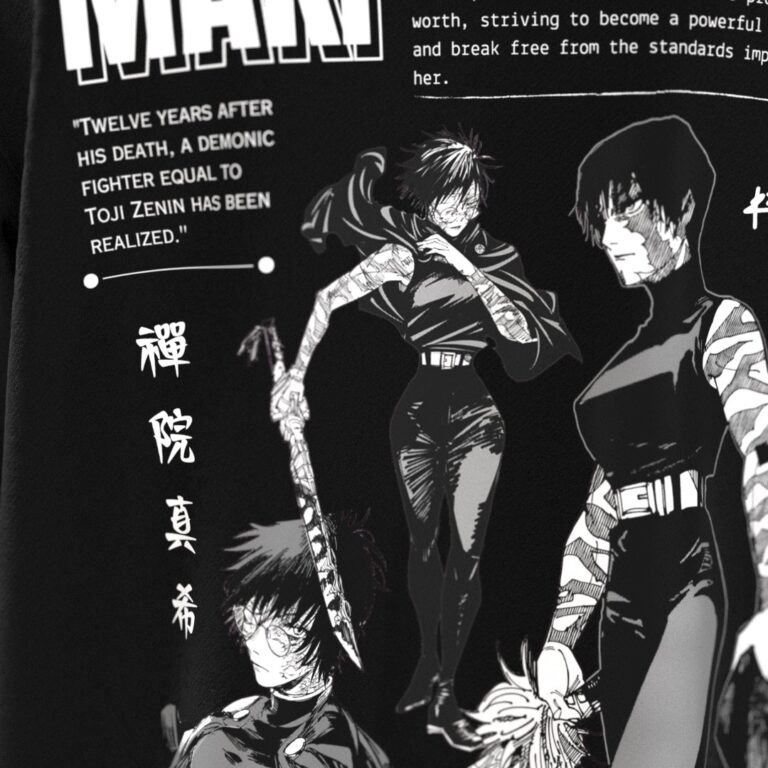 MAKI
worth, striving to become a powerful
and break free from the standards
her.
"TWELVE YEARS AFTER
HIS DEATH, A DEMONIC
FIGHTER EQUAL TO
TOJI ZENIN HAS BEEN
REALIZED."
禪
院
真
希